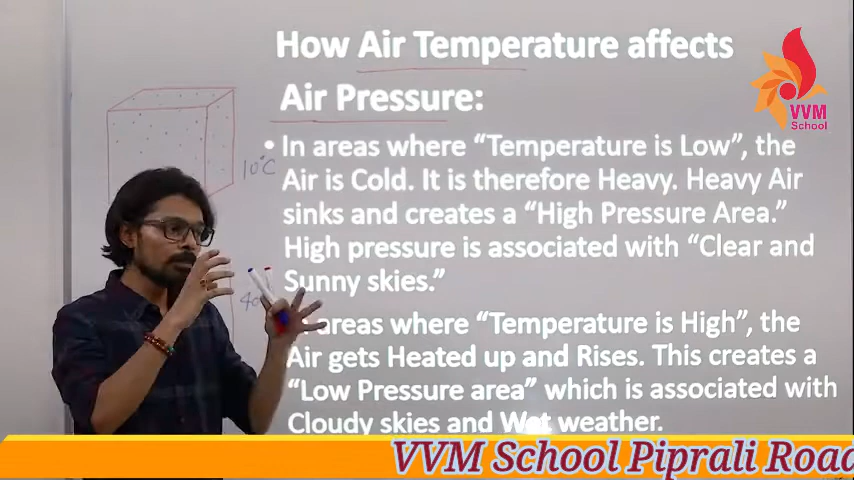 How Air Temperature affects
Air Pressure:
VVM
School
• In areas where “Temperature is Low”, the
Air is Cold. It is therefore Heavy. Heavy Air
sinks and creates a “High Pressure Area.”
High pressure is associated with “Clear and
Sunny skies.”
10°C
areas where “Temperature is High”, the
Air gets Heated up and Rises. This creates a
“Low Pressure area” which is associated with
Cloudy skies and Wet weather.
VVM School Piprali Road